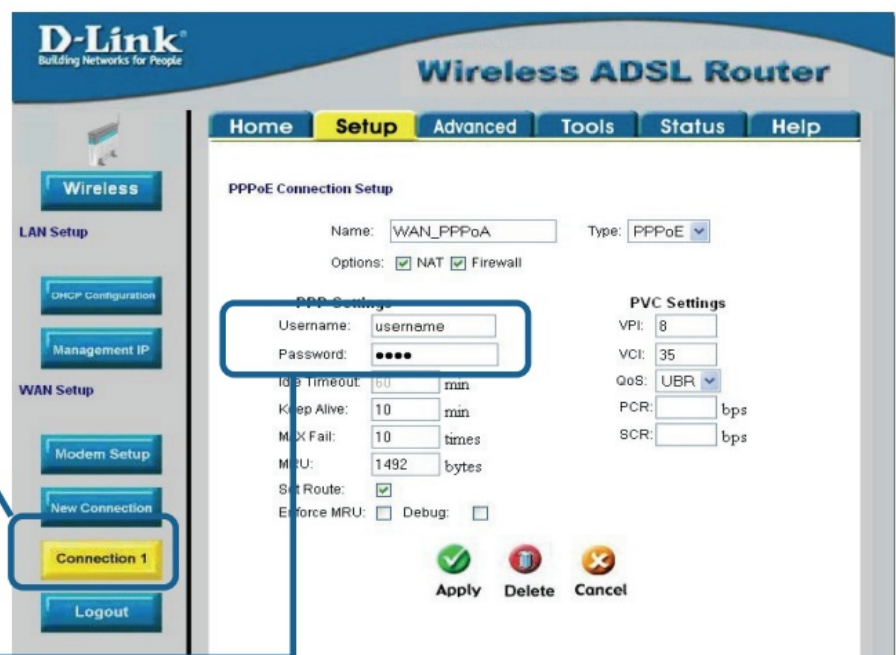 D-Link
Building Networks for People
Wireless ADSL Router
Home Setup Advanced Tools Status Help
Wireless
LAN Setup
DHCP Configuration
Management IP
WAN Setup
Modem Setup
New Connection
Connection 1
Logout
PPPoE Connection Setup
Name: WAN_PPPoA Type: PPPoE
Options: NAT Firewall
PPP Settings PVC Settings
Username: username VPI: 8
Password: •••• VCI: 35
Idle Timeout: 60 min QoS: UBR
Keep Alive: 10 min PCR: bps
MAX Fail: 10 times SCR: bps
MRU: 1492 bytes
Set Route:
Enforce MRU: Debug:
Apply Delete Cancel